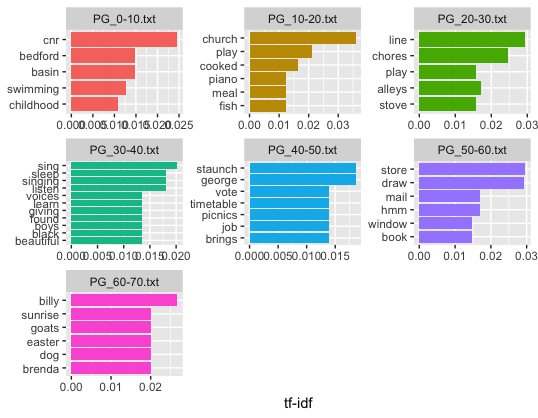 PG_0-10.txt
cnr
bedford
basin
swimming
childhood
0.000 0.005 0.010 0.015 0.020 0.025
PG_10-20.txt
church
play
cooked
piano
meal
fish
0.00 0.01 0.02 0.03
PG_20-30.txt
line
chores
play
alleys
stove
0.00 0.01 0.02 0.03
PG_30-40.txt
sing
sleep
singing
listen
voices
learn
giving
found
boys
black
beautiful
0.000 0.005 0.010 0.015 0.020
PG_40-50.txt
staunch
george
vote
timetable
picnics
job
brings
0.000 0.005 0.010 0.015
PG_50-60.txt
store
draw
mail
hmm
window
book
0.00 0.01 0.02 0.03
PG_60-70.txt
billy
sunrise
goats
easter
dog
brenda
0.00 0.01 0.02
tf-idf